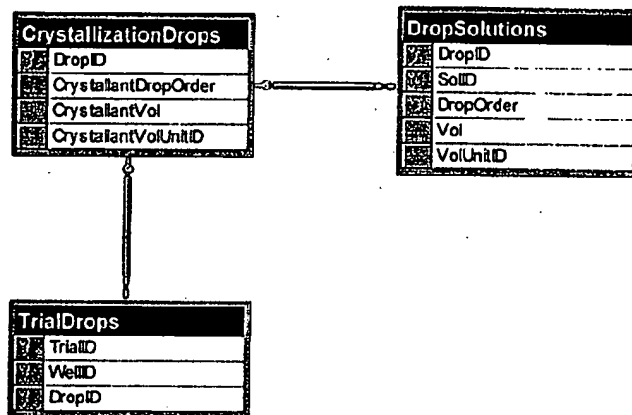 CrystallizationDrops
DropID
CrystallantDropOrder
CrystallantVol
CrystallantVolUnitID
DropSolutions
DropID
SolID
DropOrder
Vol
VolUnitID
TrialDrops
TrialID
WellID
DropID